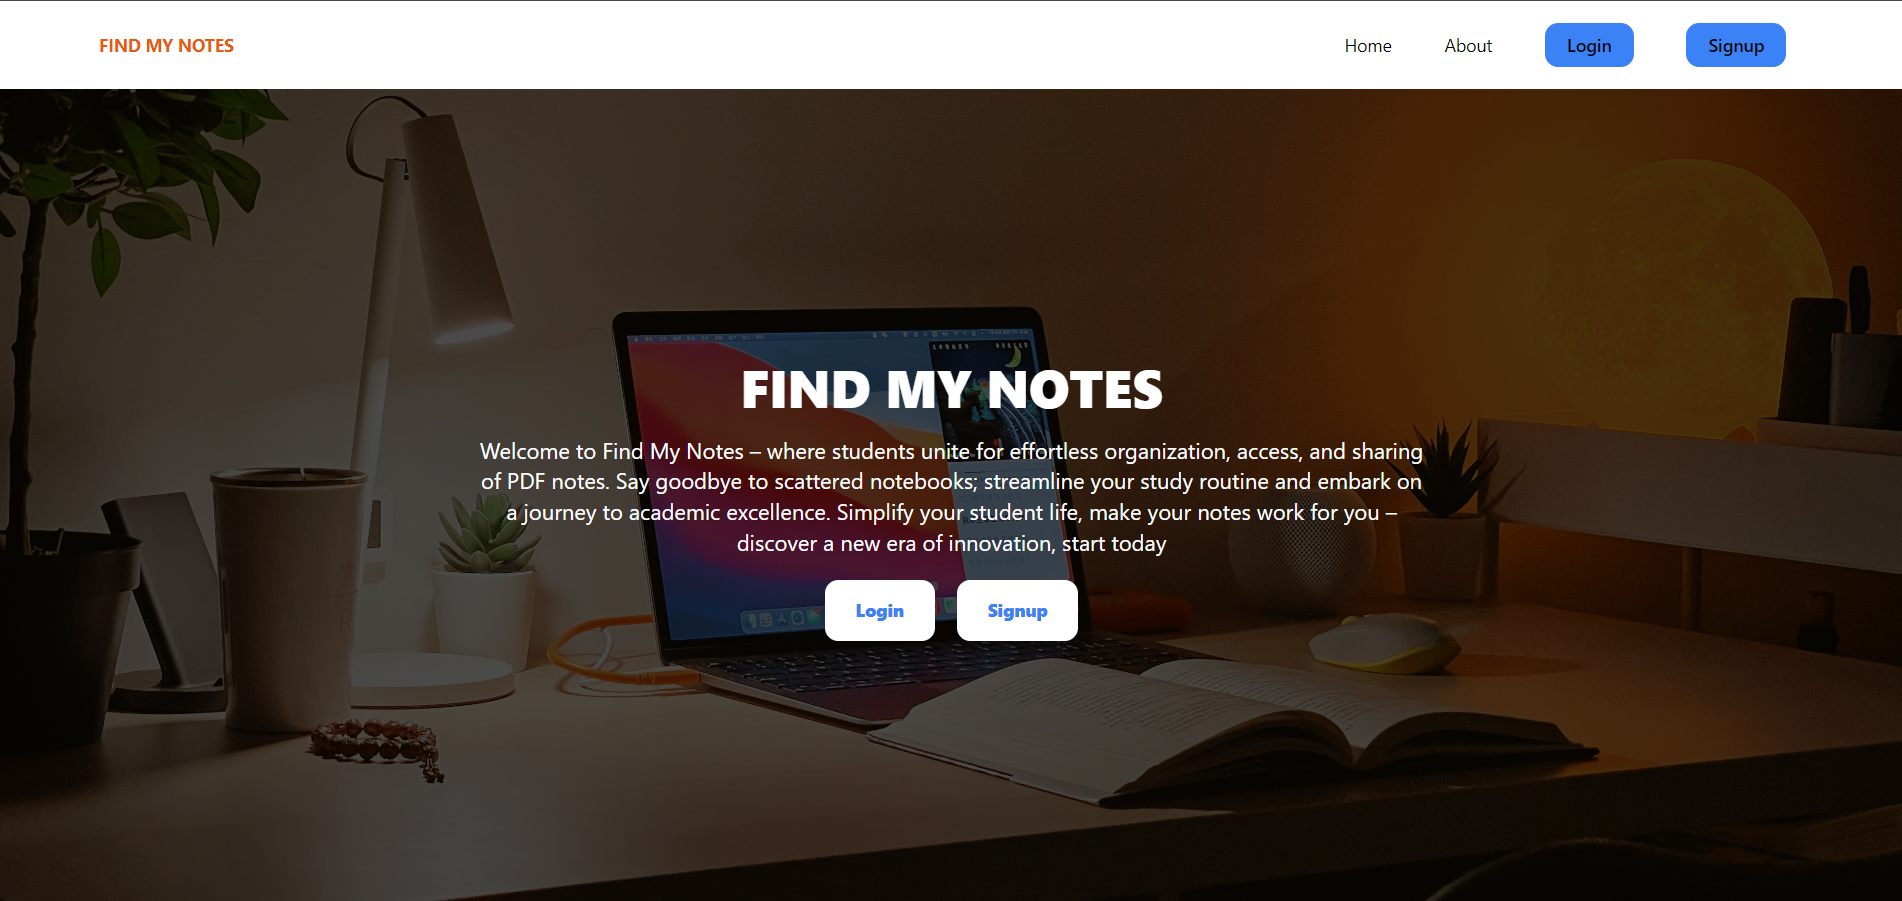 FIND MY NOTES
Home
About
Login
Signup
FIND MY NOTES
Welcome to Find My Notes – where students unite for effortless organization, access, and sharing
of PDF notes. Say goodbye to scattered notebooks; streamline your study routine and embark on
a journey to academic excellence. Simplify your student life, make your notes work for you –
discover a new era of innovation, start today
Login
Signup